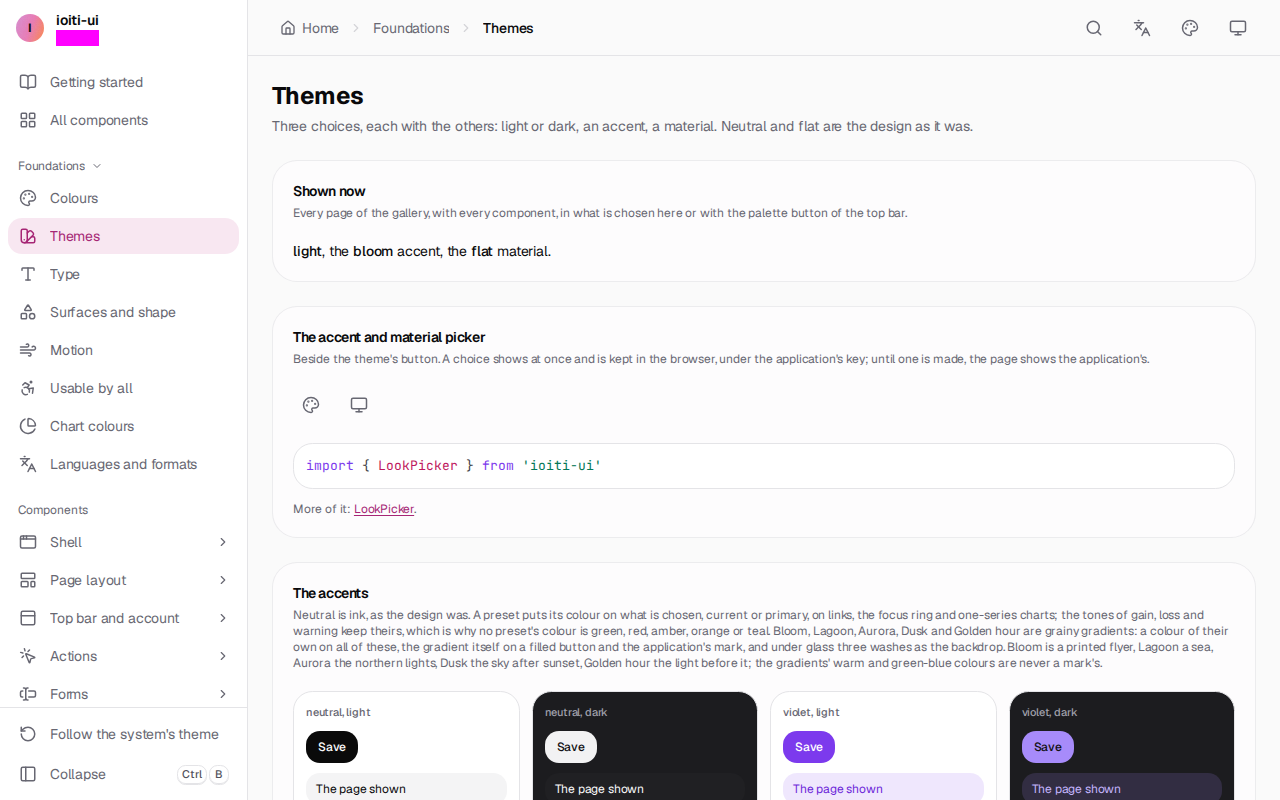 I
ioiti-ui
Getting started
All components
Foundations
Colours
Themes
Type
Surfaces and shape
Motion
Usable by all
Chart colours
Languages and formats
Components
Shell
Page layout
Top bar and account
Actions
Forms
Follow the system's theme
Collapse Ctrl B
Home Foundations Themes
Themes
Three choices, each with the others: light or dark, an accent, a material. Neutral and flat are the design as it was.
Shown now
Every page of the gallery, with every component, in what is chosen here or with the palette button of the top bar.
light, the bloom accent, the flat material.
The accent and material picker
Beside the theme's button. A choice shows at once and is kept in the browser, under the application's key; until one is made, the page shows the application's.
import { LookPicker } from 'ioiti-ui'
More of it: LookPicker.
The accents
Neutral is ink, as the design was. A preset puts its colour on what is chosen, current or primary, on links, the focus ring and one-series charts; the tones of gain, loss and
warning keep theirs, which is why no preset's colour is green, red, amber, orange or teal. Bloom, Lagoon, Aurora, Dusk and Golden hour are grainy gradients: a colour of their
own on all of these, the gradient itself on a filled button and the application's mark, and under glass three washes as the backdrop. Bloom is a printed flyer, Lagoon a sea,
Aurora the northern lights, Dusk the sky after sunset, Golden hour the light before it; the gradients' warm and green-blue colours are never a mark's.
neutral, light
Save
The page shown
neutral, dark
Save
The page shown
violet, light
Save
The page shown
violet, dark
Save
The page shown